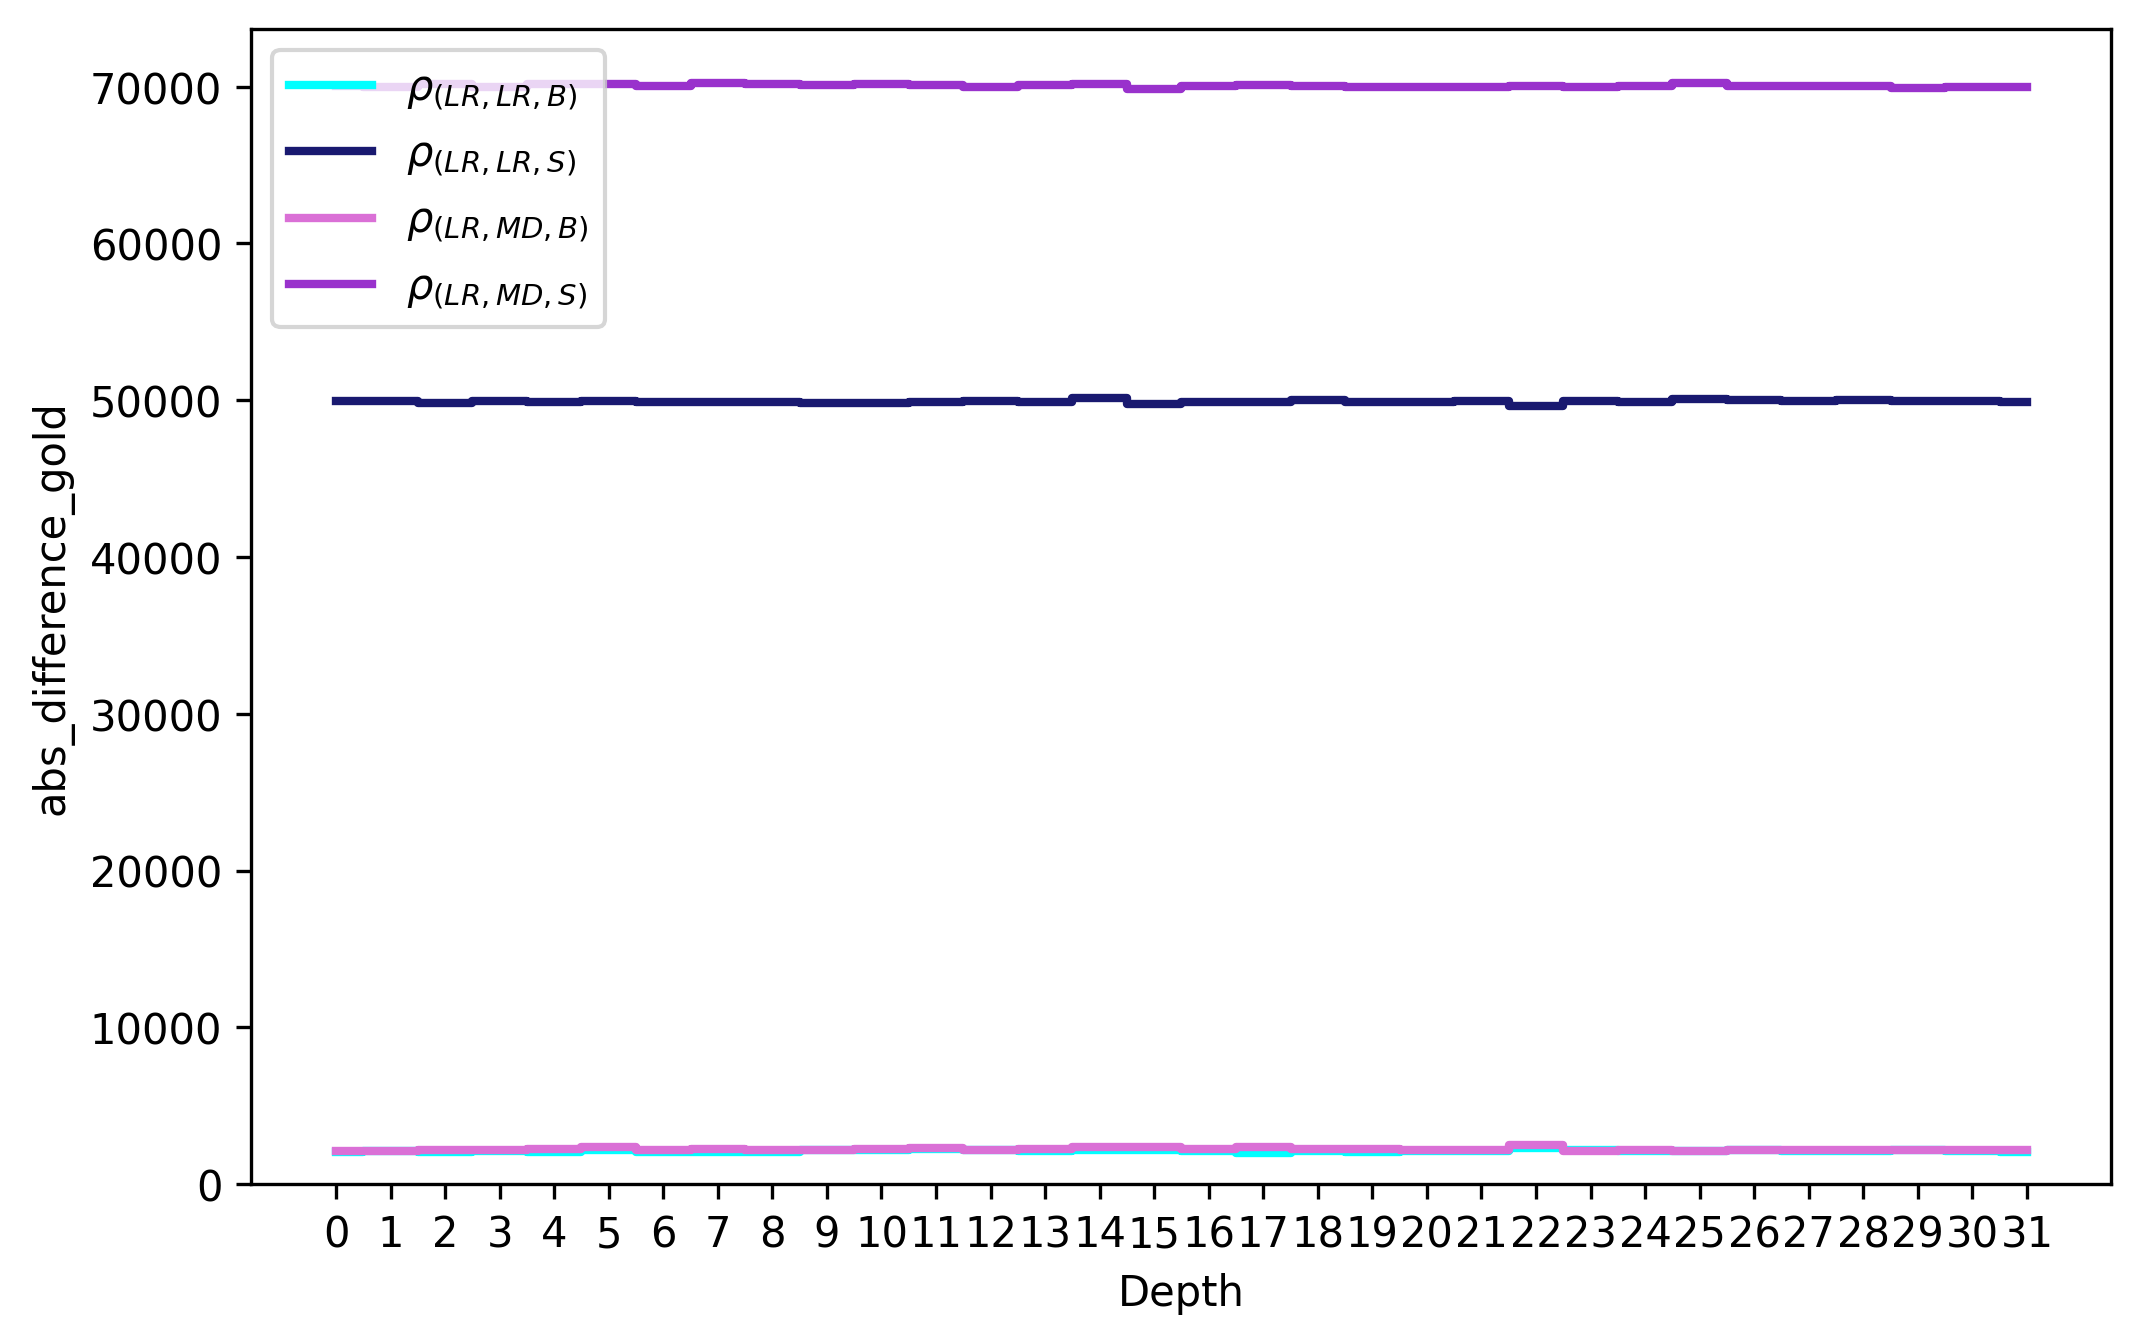 70000
60000
50000
40000
30000
20000
10000
0
abs_difference_gold
ρ(LR, LR, B)
ρ(LR, LR, S)
ρ(LR, MD, B)
ρ(LR, MD, S)
0 1 2 3 4 5 6 7 8 9 10 11 12 13 14 15 16 17 18 19 20 21 22 23 24 25 26 27 28 29 30 31
Depth